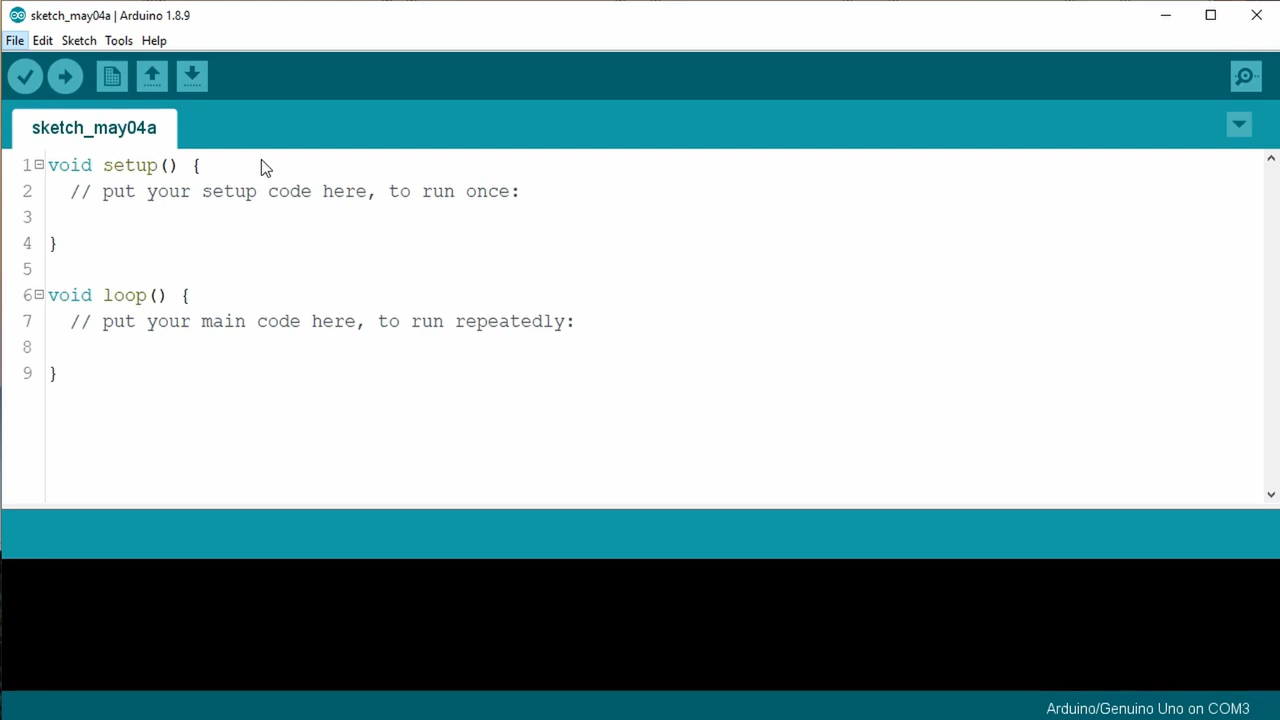 sketch_may04a | Arduino 1.8.9
File Edit Sketch Tools Help
sketch_may04a
1 void setup() {
2   // put your setup code here, to run once:
3
4 }
5
6 void loop() {
7   // put your main code here, to run repeatedly:
8
9 }
Arduino/Genuino Uno on COM3